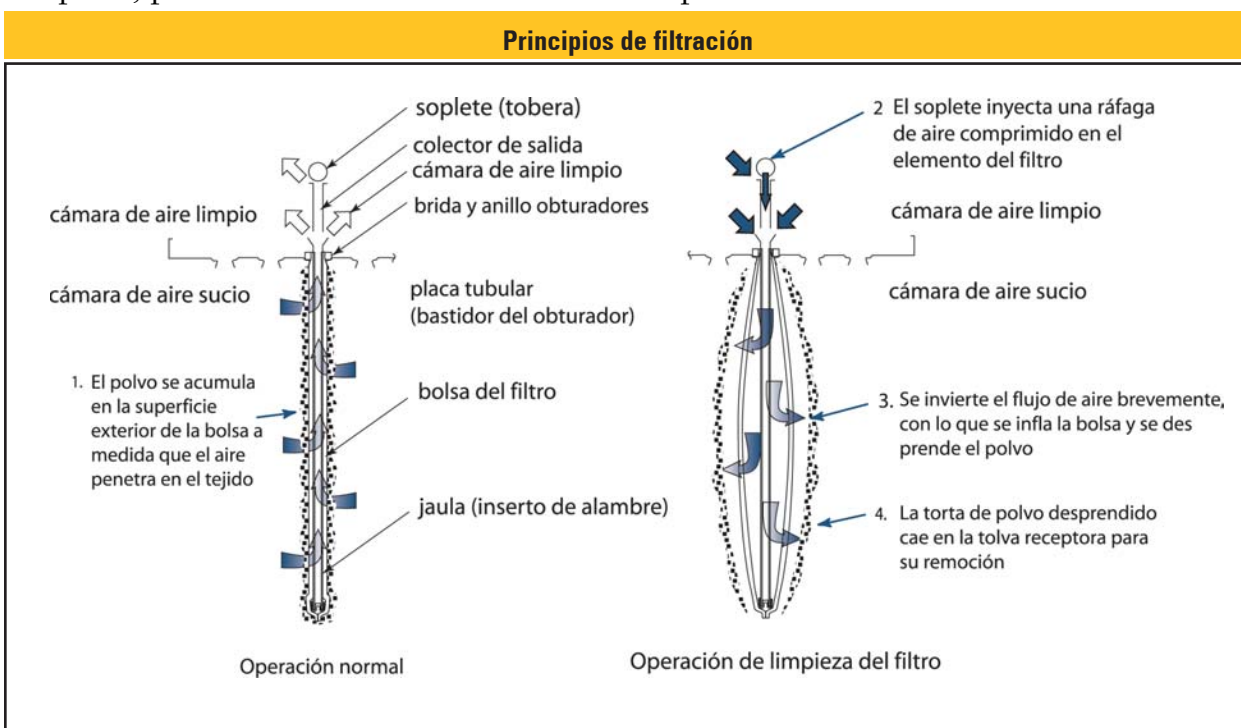 Principios de filtración
soplete (tobera)
colector de salida
cámara de aire limpio
brida y anillo obturadores
cámara de aire limpio
cámara de aire sucio
placa tubular
(bastidor del obturador)
1. El polvo se acumula
en la superficie
exterior de la bolsa a
medida que el aire
penetra en el tejido
bolsa del filtro
jaula (inserto de alambre)
Operación normal
2 El soplete inyecta una ráfaga
de aire comprimido en el
elemento del filtro
cámara de aire limpio
cámara de aire sucio
3. Se invierte el flujo de aire brevemente,
con lo que se infla la bolsa y se des
prende el polvo
4. La torta de polvo desprendido
cae en la tolva receptora para
su remoción
Operación de limpieza del filtro